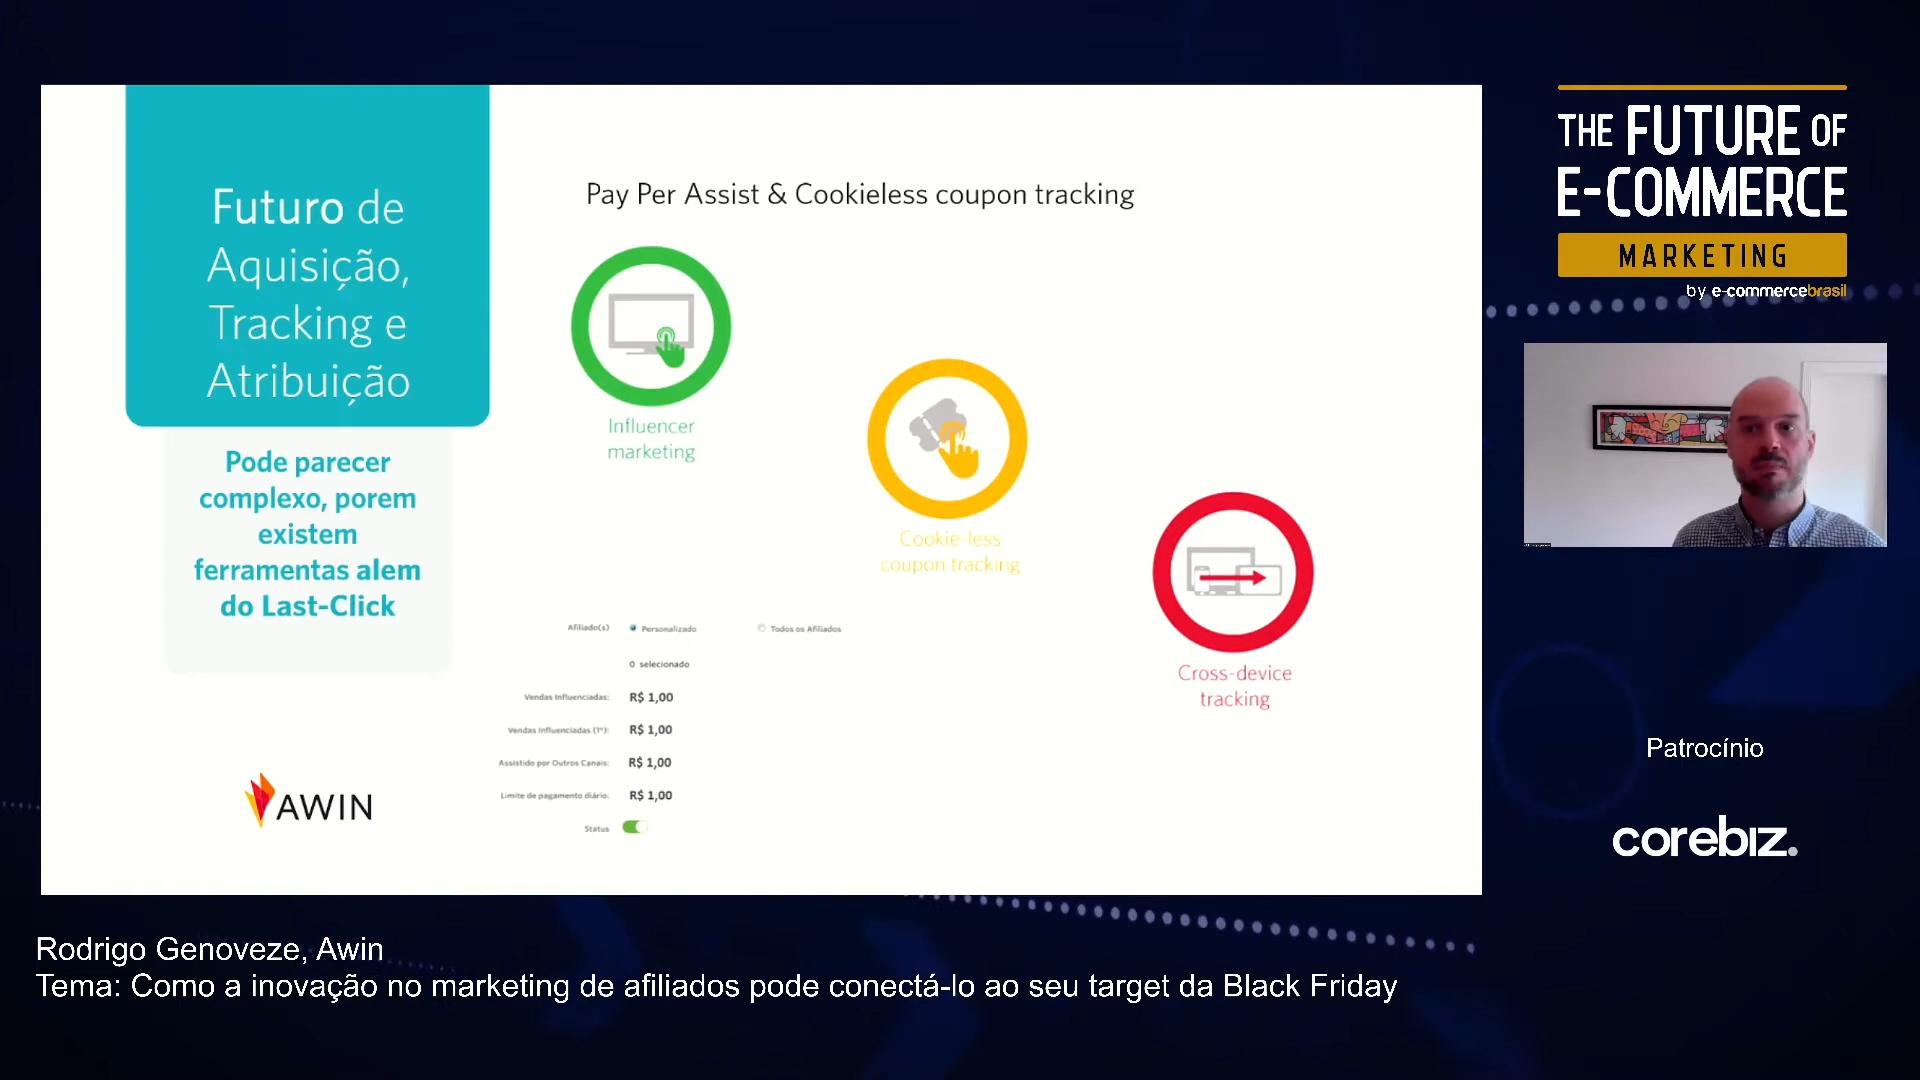 Futuro de
Aquisição,
Tracking e
Atribuição
Pode parecer
complexo, porem
existem
ferramentas alem
do Last-Click
AWIN
Pay Per Assist & Cookieless coupon tracking
Influencer
marketing
Cookie-less
coupon tracking
Cross-device
tracking
Afiliado(s) Personalizado Todos os Afiliados
0 selecionado
Vendas Influenciadas: R$ 1,00
Vendas Influenciadas (1º): R$ 1,00
Assistido por Outros Canais: R$ 1,00
Limite de pagamento diário: R$ 1,00
Status
THE FUTURE OF
E-COMMERCE
MARKETING
by e-commercebrasil
Patrocínio
corebiz.
Rodrigo Genoveze, Awin
Tema: Como a inovação no marketing de afiliados pode conectá-lo ao seu target da Black Friday